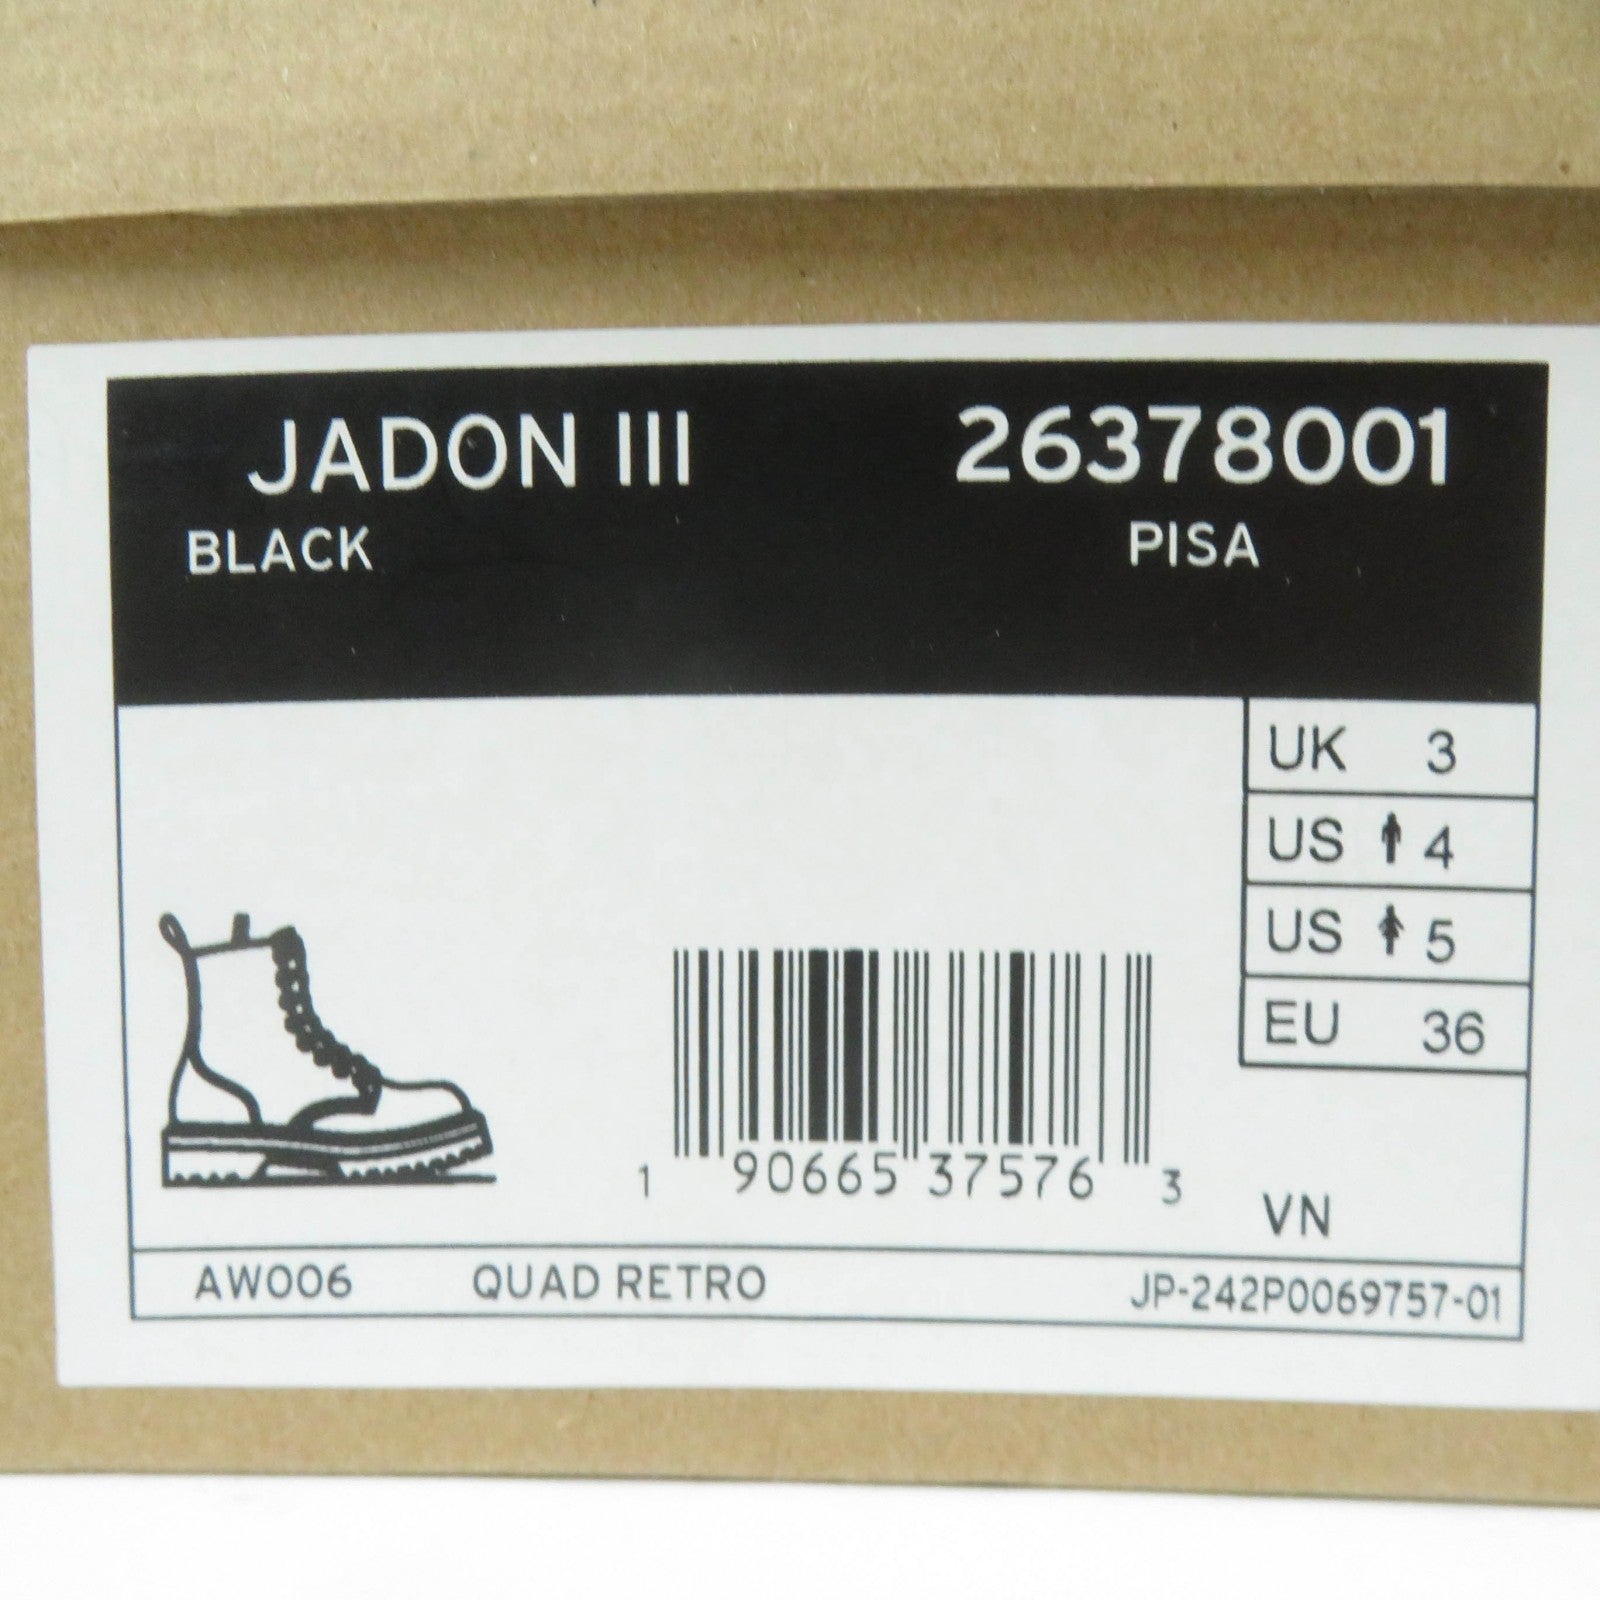 JADON III 26378001
BLACK PISA
UK 3
US 4
US 5
EU 36
1 90665 37576 3
VN
AW006 QUAD RETRO JP-242P0069757-01